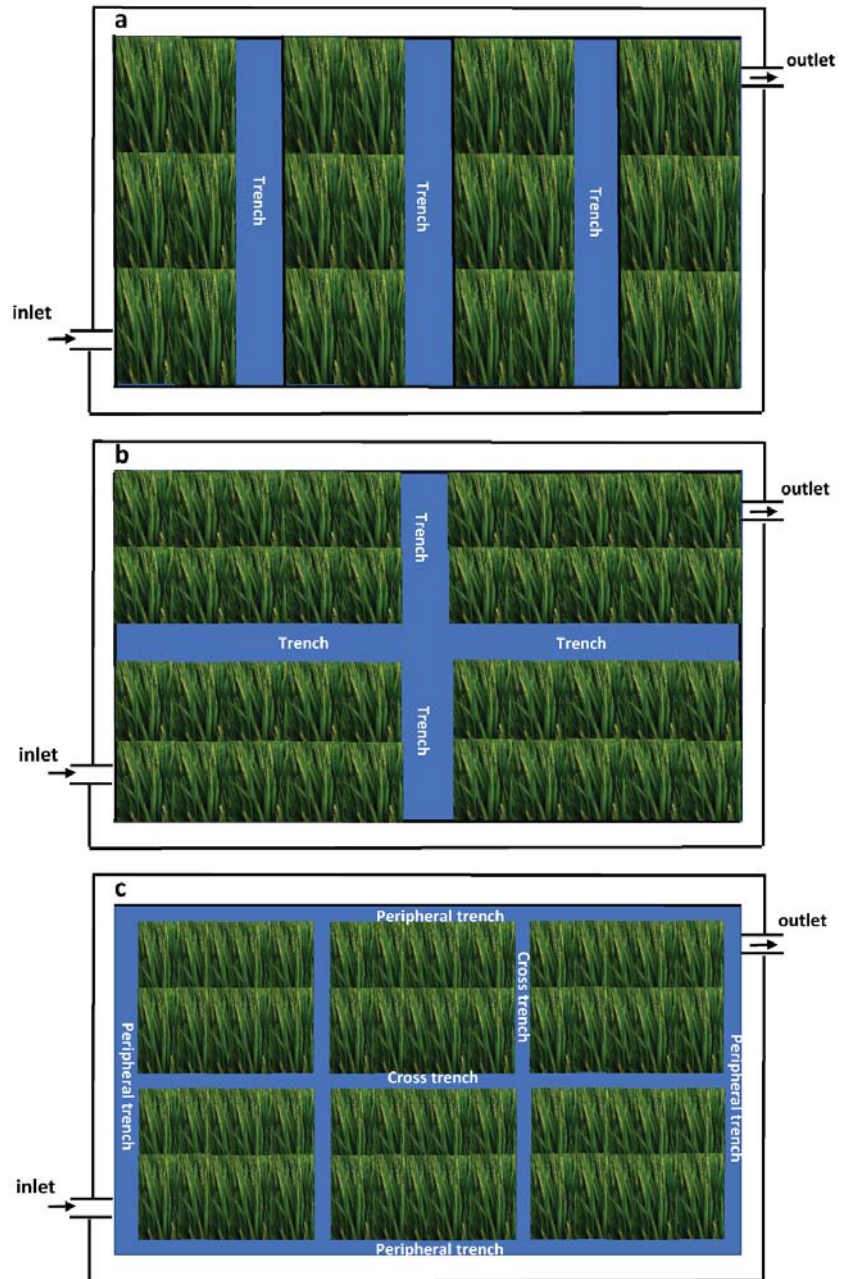 a
outlet
Trench
Trench
Trench
inlet
b
outlet
Trench
Trench
Trench
Trench
inlet
c
outlet
Peripheral trench
Cross trench
Peripheral trench
Cross trench
Peripheral trench
inlet
Peripheral trench